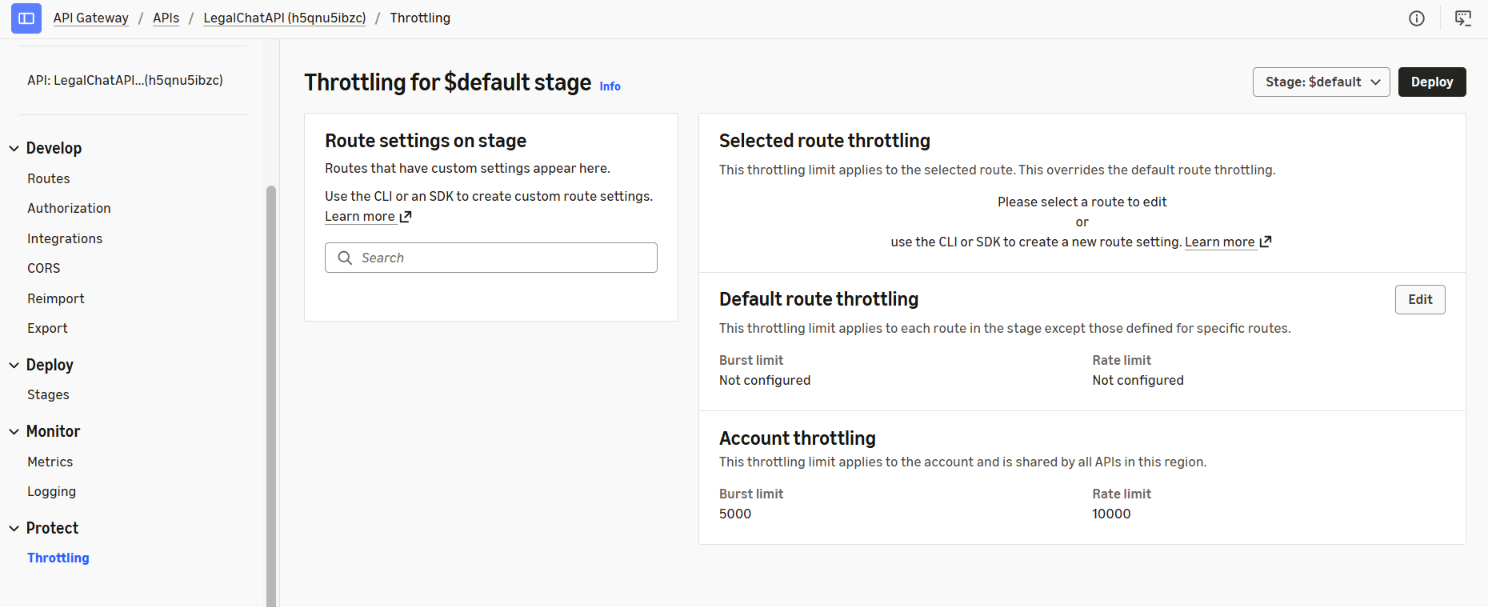 API Gateway / APIs / LegalChatAPI (h5qnu5ibzc) / Throttling
API: LegalChatAPI...(h5qnu5ibzc)
Develop
Routes
Authorization
Integrations
CORS
Reimport
Export
Deploy
Stages
Monitor
Metrics
Logging
Protect
Throttling
Throttling for $default stage Info
Stage: $default
Deploy
Route settings on stage
Routes that have custom settings appear here.
Use the CLI or an SDK to create custom route settings.
Learn more
Search
Selected route throttling
This throttling limit applies to the selected route. This overrides the default route throttling.
Please select a route to edit
or
use the CLI or SDK to create a new route setting. Learn more
Default route throttling
Edit
This throttling limit applies to each route in the stage except those defined for specific routes.
Burst limit
Not configured
Rate limit
Not configured
Account throttling
This throttling limit applies to the account and is shared by all APIs in this region.
Burst limit
5000
Rate limit
10000